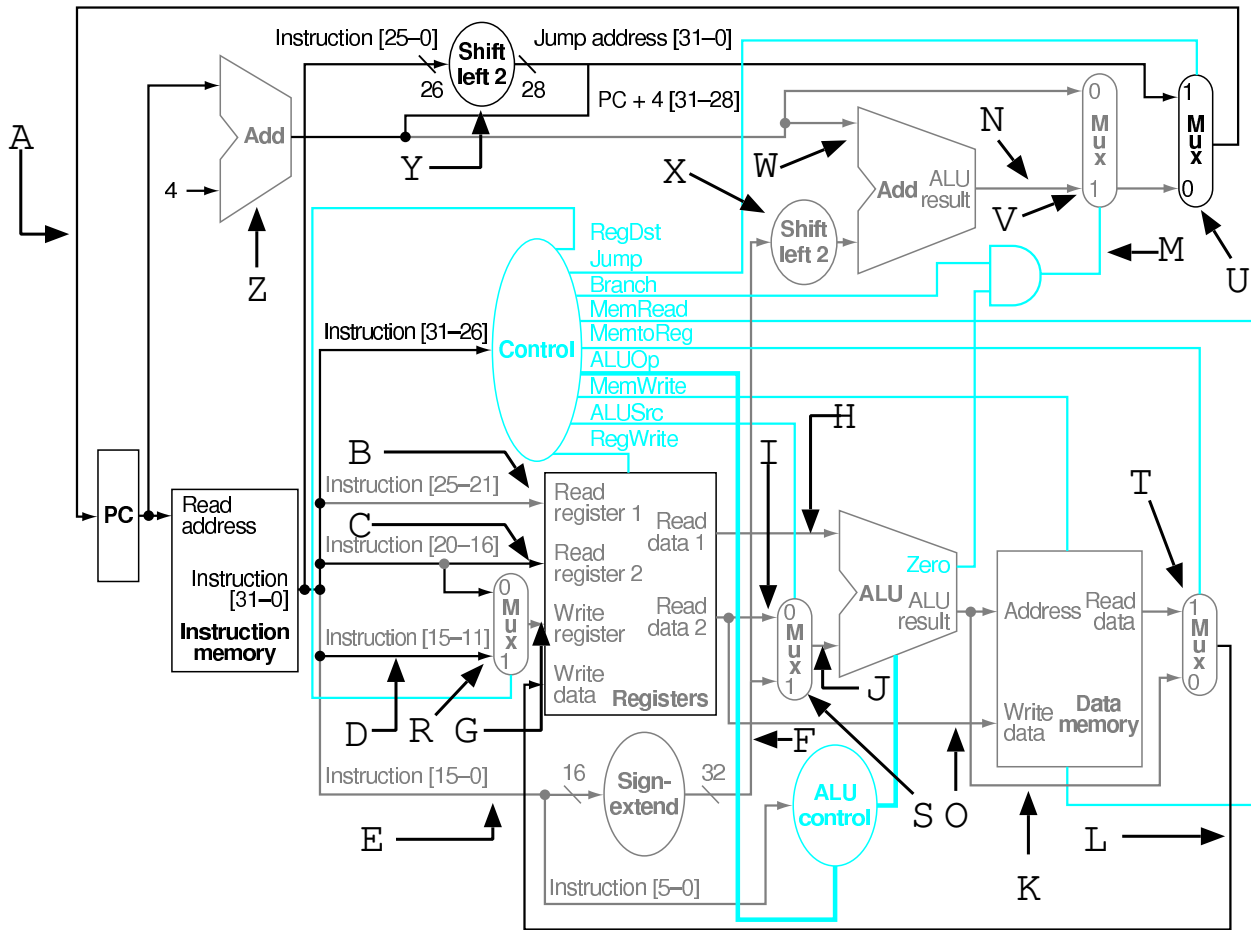 Instruction [25–0]
Jump address [31–0]
Shift
left 2
26
28
PC + 4 [31–28]
A
Add
4
Y
Z
X
W
N
0
Mux
1
1
Mux
0
Add
ALU
result
Shift
left 2
V
M
U
RegDst
Jump
Branch
MemRead
MemtoReg
ALUOp
MemWrite
ALUSrc
RegWrite
Instruction [31–26]
Control
B
H
I
T
PC
Read
address
Instruction
[31–0]
Instruction
memory
Instruction [25–21]
C
Instruction [20–16]
Instruction [15–11]
0
Mux
1
Read
register 1
Read
register 2
Write
register
Write
data
Read
data 1
Read
data 2
Registers
0
Mux
1
Zero
ALU
ALU
result
Address
Read
data
Write
data
Data
memory
1
Mux
0
D
R
G
J
F
Instruction [15–0]
16
Sign-
extend
32
ALU
control
S
O
E
K
L
Instruction [5–0]